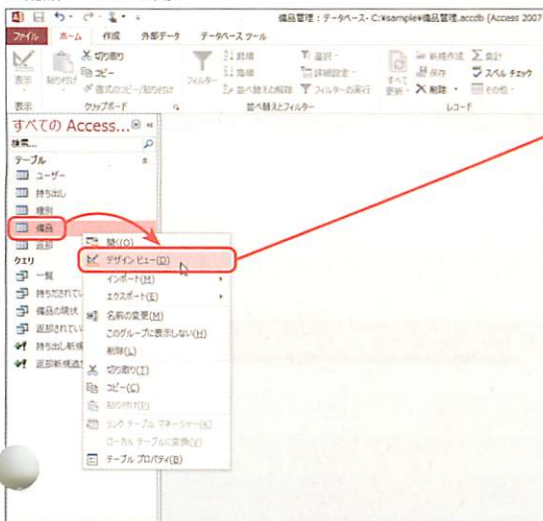 備品管理 : データベース- C:¥sample¥備品管理.accdb (Access 2007
ファイル ホーム 作成 外部データ データベース ツール
表示
貼り付け
切り取り
コピー
書式のコピー/貼り付け
フィルター
昇順
降順
並べ替えの解除
選択
詳細設定
フィルターの実行
すべて更新
新規作成
保存
削除
Σ 集計
スペル チェック
その他
表示 クリップボード 並べ替えとフィルター レコード
すべての Access...
検索...
テーブル
ユーザー
持ち出し
種別
備品
返却
クエリ
一覧
持ちだされてい
備品の現状
返却されてい
持ち出し新規
返却新規追
開く(O)
デザイン ビュー(D)
インポート(M)
エクスポート(E)
名前の変更(M)
このグループに表示しない(H)
削除(L)
切り取り(T)
コピー(C)
貼り付け(P)
リンク テーブル マネージャー(K)
ローカル テーブルに変換(V)
テーブル プロパティ(B)